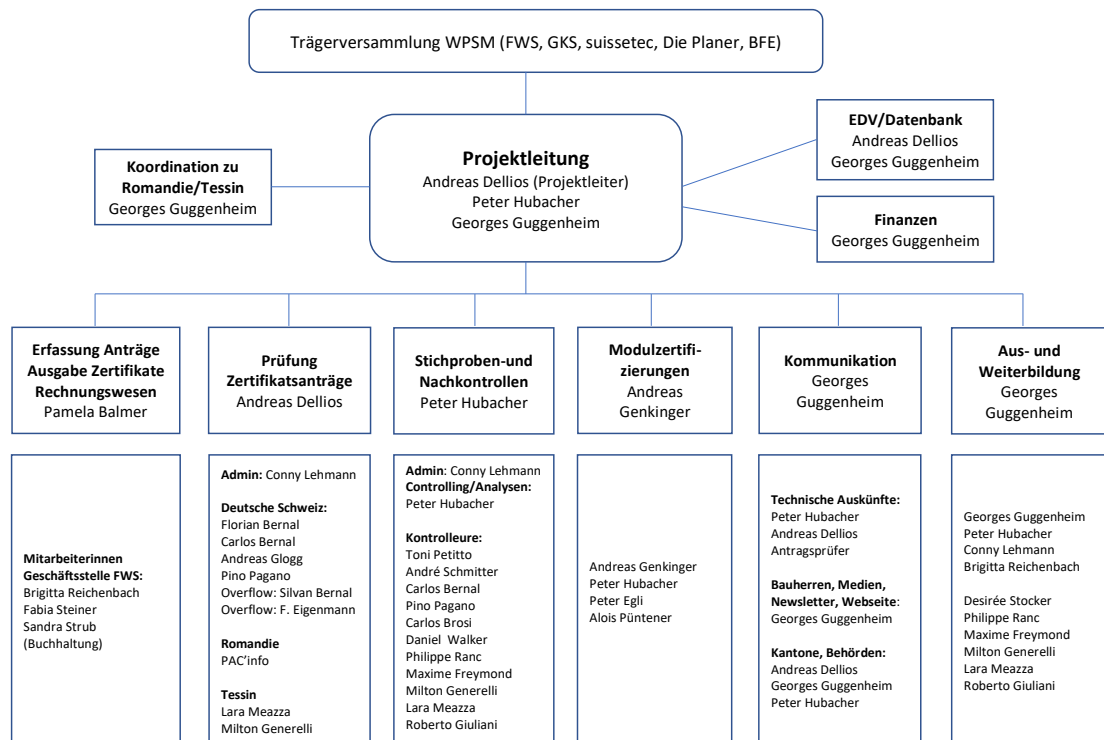 Trägerversammlung WPSM (FWS, GKS, suissetec, Die Planer, BFE)
Koordination zu
Romandie/Tessin
Georges Guggenheim
Projektleitung
Andreas Dellios (Projektleiter)
Peter Hubacher
Georges Guggenheim
EDV/Datenbank
Andreas Dellios
Georges Guggenheim
Finanzen
Georges Guggenheim
Erfassung Anträge
Ausgabe Zertifikate
Rechnungswesen
Pamela Balmer
Prüfung
Zertifikatsanträge
Andreas Dellios
Stichproben-und
Nachkontrollen
Peter Hubacher
Modulzertifi-
zierungen
Andreas
Genkinger
Kommunikation
Georges
Guggenheim
Aus- und
Weiterbildung
Georges
Guggenheim
Mitarbeiterinnen
Geschäftsstelle FWS:
Brigitta Reichenbach
Fabia Steiner
Sandra Strub
(Buchhaltung)
Admin: Conny Lehmann
Deutsche Schweiz:
Florian Bernal
Carlos Bernal
Andreas Glogg
Pino Pagano
Overflow: Silvan Bernal
Overflow: F. Eigenmann
Romandie
PAC’info
Tessin
Lara Meazza
Milton Generelli
Admin: Conny Lehmann
Controlling/Analysen:
Peter Hubacher
Kontrolleure:
Toni Petitto
André Schmitter
Carlos Bernal
Pino Pagano
Carlos Brosi
Daniel Walker
Philippe Ranc
Maxime Freymond
Milton Generelli
Lara Meazza
Roberto Giuliani
Andreas Genkinger
Peter Hubacher
Peter Egli
Alois Püntener
Technische Auskünfte:
Peter Hubacher
Andreas Dellios
Antragsprüfer
Bauherren, Medien,
Newsletter, Webseite:
Georges Guggenheim
Kantone, Behörden:
Andreas Dellios
Georges Guggenheim
Peter Hubacher
Georges Guggenheim
Peter Hubacher
Conny Lehmann
Brigitta Reichenbach
Desirée Stocker
Philippe Ranc
Maxime Freymond
Milton Generelli
Lara Meazza
Roberto Giuliani